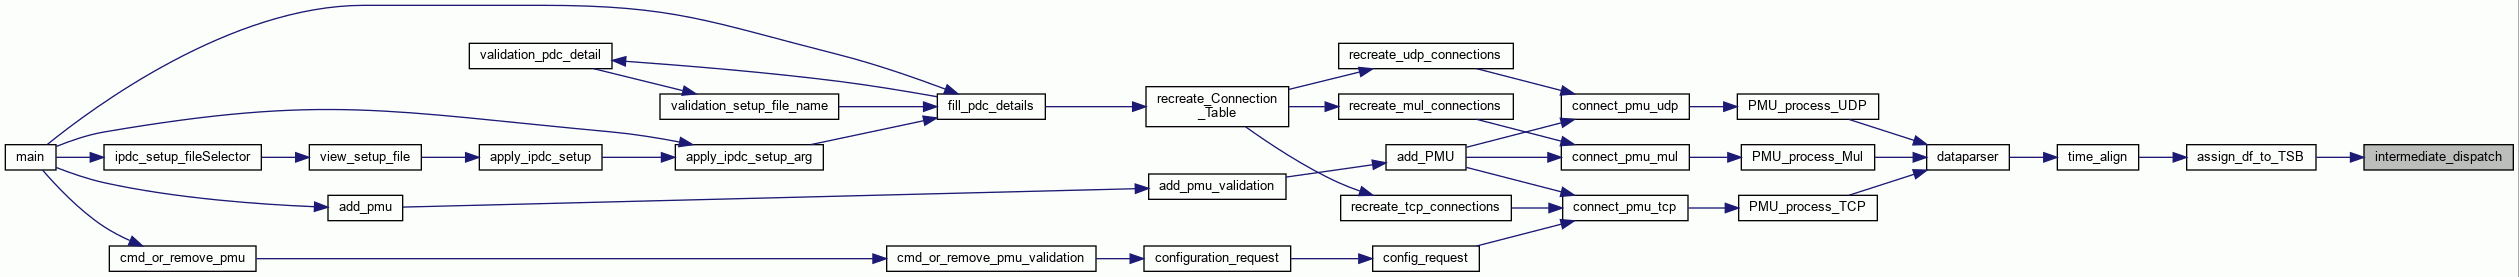 main
ipdc_setup_fileSelector
view_setup_file
add_pmu
cmd_or_remove_pmu
validation_pdc_detail
validation_setup_file_name
apply_ipdc_setup
apply_ipdc_setup_arg
fill_pdc_details
cmd_or_remove_pmu_validation
recreate_Connection
_Table
add_pmu_validation
configuration_request
recreate_udp_connections
recreate_mul_connections
add_PMU
recreate_tcp_connections
config_request
connect_pmu_udp
connect_pmu_mul
connect_pmu_tcp
PMU_process_UDP
PMU_process_Mul
PMU_process_TCP
dataparser
time_align
assign_df_to_TSB
intermediate_dispatch